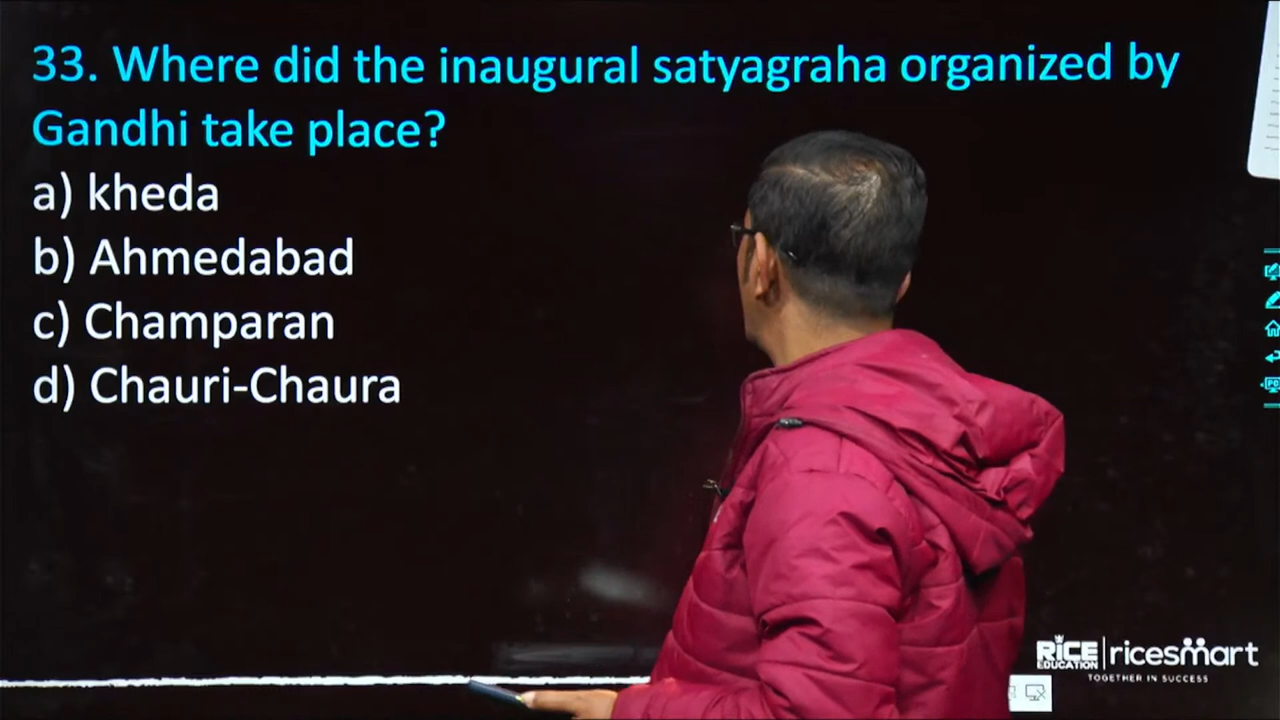 33. Where did the inaugural satyagraha organized by
Gandhi take place?
a) kheda
b) Ahmedabad
c) Champaran
d) Chauri-Chaura
RICE
EDUCATION
ricesmart
TOGETHER IN SUCCESS